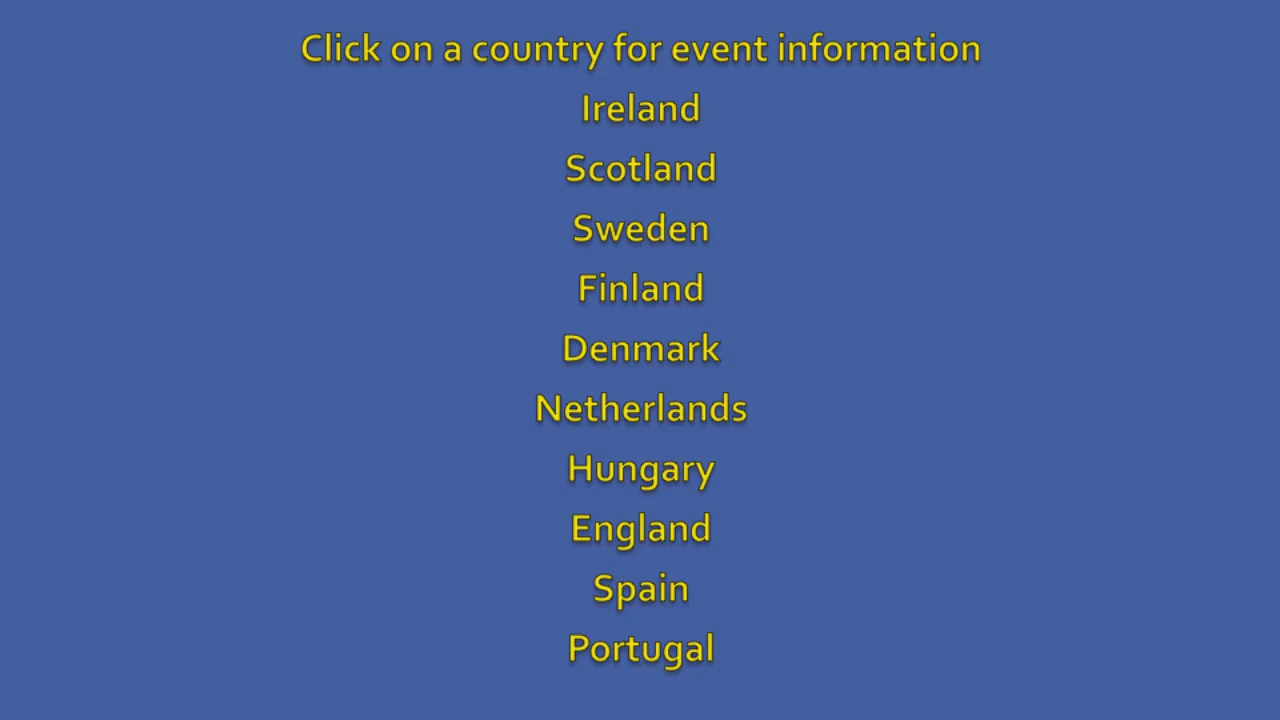 Click on a country for event information
Ireland
Scotland
Sweden
Finland
Denmark
Netherlands
Hungary
England
Spain
Portugal